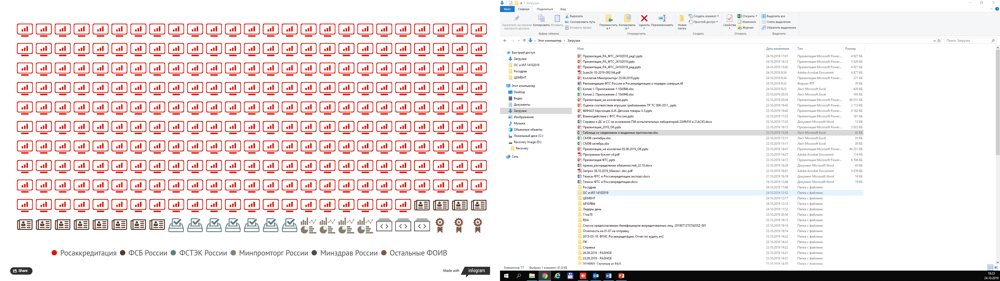 Росаккредитация ФСБ России ФСТЭК России Минпромторг России Минздрав России Остальные ФОИВ
Share
Made with infogram
Загрузки
Файл Главная Поделиться Вид
Закрепить на панели быстрого доступа
Копировать
Вставить
Вырезать
Скопировать путь
Вставить ярлык
Переместить в
Копировать в
Удалить
Переименовать
Новая папка
Создать элемент
Простой доступ
Свойства
Открыть
Изменить
Журнал
Выделить все
Снять выделение
Обратить выделение
Буфер обмена Упорядочить Создать Открыть Выделить
Этот компьютер Загрузки
Поиск: Загрузки
Быстрый доступ
Загрузки
ОС и ИЛ 14102019
Росздрав
ЦЕМЕНТ
Этот компьютер
Desktop
Видео
Документы
Загрузки
Изображения
Музыка
Объемные объекты
Локальный диск (C:)
Recovery Image (D:)
Recovery
Сеть
Имя Дата изменения Тип Размер
Презентация_РА_ФТС_24102019_ред1.pptx 24.10.2019 17:01 Презентация Microsoft Power... 4 927 КБ
Презентация_РА_ФТС_24102019.pptx 24.10.2019 14:12 Презентация Microsoft Power... 5 029 КБ
Презентация_РА_ФТС_24102019_ред.pptx 24.10.2019 13:42 Презентация Microsoft Power... 4 921 КБ
Scan24-10-2019-093144.pdf 24.10.2019 9:34 Adobe Acrobat Document 4 877 КБ
Коллегия Минпромторг 25.09.2019.pptx 24.10.2019 9:34 Презентация Microsoft Power... 371 КБ
Рекомендации ФТС России и Росаккредитации о порядке соверше.rtf 24.10.2019 9:33 Формат RTF 70 КБ
Копия 1. Приложение-1 10АЯ46.xlsx 24.10.2019 9:23 Лист Microsoft Excel 420 КБ
Копия 2. Приложение-2 10АЯ46.xlsx 23.10.2019 20:35 Лист Microsoft Excel 165 КБ
Презентация_на коллегию.pptx 23.10.2019 20:24 Презентация Microsoft Power... 60 251 КБ
Оценка соответствия игрушек требованиям ТР ТС 008-2011_.pptx 23.10.2019 19:42 Презентация Microsoft Power... 2 115 КБ
ФИНАЛ Херсонцев А.И. Детские товары V.3.pptx 23.10.2019 19:42 Презентация Microsoft Power... 8 162 КБ
Взаимодействие с ФТС России.pptx 23.10.2019 17:23 Презентация Microsoft Power... 181 КБ
Справка о ДС и СС на основании ПИ испытательных лабораторий 22ИМ18 и 21АС65.docx 23.10.2019 17:23 Документ Microsoft Word 13 КБ
Презентация_2019_ОК.pptx 23.10.2019 16:13 Презентация Microsoft Power... 3 022 КБ
Таблица со сведениями о выданных протоколах.xlsx 23.10.2019 15:58 Лист Microsoft Excel 42 КБ
СМЭВ сентябрь.xlsx 23.10.2019 15:11 Лист Microsoft Excel 35 КБ
СМЭВ октябрь.xlsx 23.10.2019 15:11 Лист Microsoft Excel 30 КБ
Презентация_на коллегию 05.06.2019_ОК.pptx 23.10.2019 14:47 Презентация Microsoft Power... 60 251 КБ
Программа буклет v4.pdf 23.10.2019 14:27 Adobe Acrobat Document 114 КБ
Презентация ФТС.pptx 23.10.2019 14:17 Презентация Microsoft Power... 6 708 КБ
приказ_распределение обязанностей_22.10.docx 22.10.2019 16:29 Документ Microsoft Word 43 КБ
Запрос 08.10.2019_Минэк+.doc.pdf 22.10.2019 16:01 Adobe Acrobat Document 5 076 КБ
Тезисы ФТС и Россаккредитации экспорт.docx 21.10.2019 16:19 Документ Microsoft Word 18 КБ
Тезисы ФТС и Россаккредитации.docx 16.10.2019 12:44 Документ Microsoft Word 19 КБ
Росздрав 24.10.2019 17:46 Папка с файлами
ОС и ИЛ 14102019 24.10.2019 12:52 Папка с файлами
ЦЕМЕНТ 24.10.2019 12:17 Папка с файлами
АРХИВЫ 24.10.2019 12:12 Папка с файлами
Лидеры день 24.10.2019 11:52 Папка с файлами
11на78 23.10.2019 20:56 Папка с файлами
RDA 23.10.2019 19:15 Папка с файлами
Список предполагаемых бенефициаров аккредитованных лиц.-20190712T074205Z-001 23.10.2019 19:14 Папка с файлами
Отчетность на 01.07 на отправку 23.10.2019 19:14 Папка с файлами
2015-03-19. ФГИС Росаккредитации. Отчет по аудиту.ит2 23.10.2019 14:22 Папка с файлами
ПК 23.10.2019 14:22 Папка с файлами
Справка 23.10.2019 14:22 Папка с файлами
26.09.2019 - РАЗНОЕ 23.10.2019 14:21 Папка с файлами
23.09.2019 - РАЗНОЕ 23.10.2019 14:21 Папка с файлами
20190801_Сведения из РАЛ 23.10.2019 14:20 Папка с файлами
Элементов: 77 Выбран 1 элемент: 41,8 КБ
18:23
24.10.2019